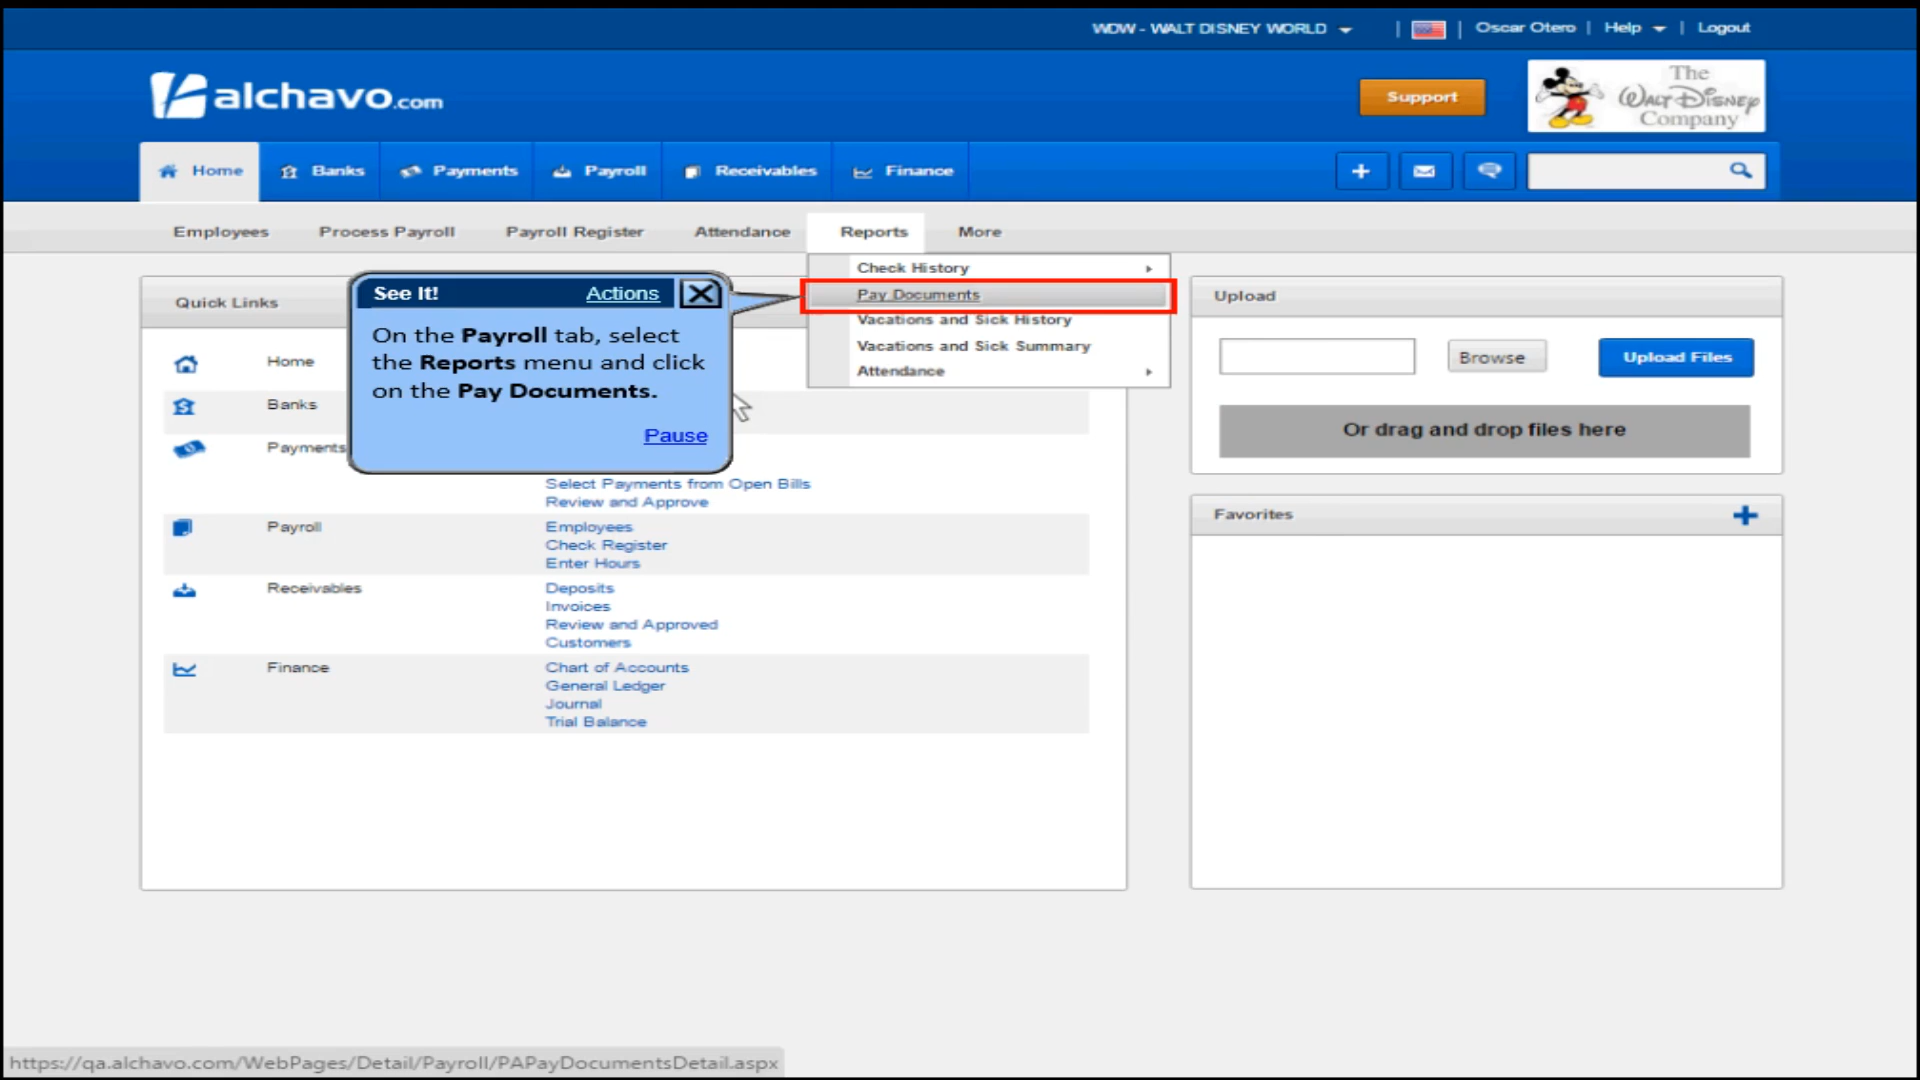 WDW - WALT DISNEY WORLD | | Oscar Otero | Help | Logout
alchavo.com
Support
The
Walt Disney
Company
Home Banks Payments Payroll Receivables Finance
Employees Process Payroll Payroll Register Attendance Reports More
Check History
Pay Documents
Vacations and Sick History
Vacations and Sick Summary
Attendance
Quick Links
See It! Actions
On the Payroll tab, select
the Reports menu and click
on the Pay Documents.
Pause
Home
Banks
Payments
Select Payments from Open Bills
Review and Approve
Payroll Employees
Check Register
Enter Hours
Receivables Deposits
Invoices
Review and Approved
Customers
Finance Chart of Accounts
General Ledger
Journal
Trial Balance
Upload
Browse Upload Files
Or drag and drop files here
Favorites
https://qa.alchavo.com/WebPages/Detail/Payroll/PAPayDocumentsDetail.aspx